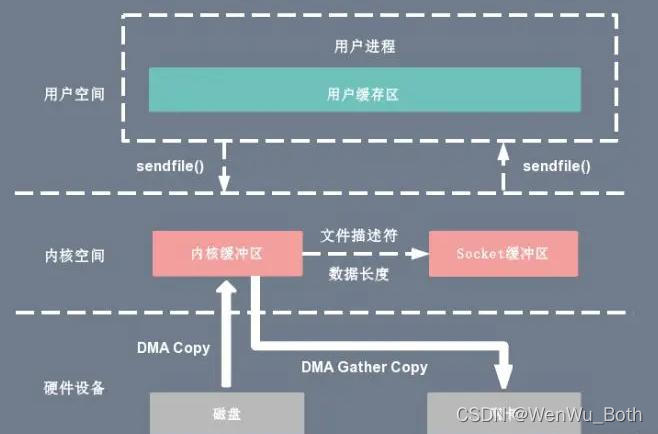 用户进程
用户空间
用户缓存区
sendfile()
sendfile()
内核空间
内核缓冲区
文件描述符
数据长度
Socket缓冲区
DMA Copy
DMA Gather Copy
硬件设备
磁盘
CSDN @WenWu_Both